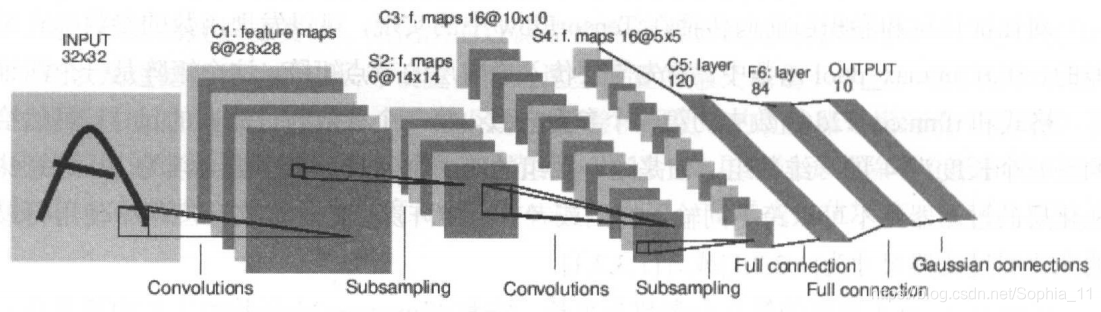 INPUT
32x32
C1: feature maps
6@28x28
S2: f. maps
6@14x14
C3: f. maps 16@10x10
S4: f. maps 16@5x5
C5: layer
120
F6: layer
84
OUTPUT
10
Convolutions
Subsampling
Convolutions
Subsampling
Full connection
Full connection
Gaussian connections
https://blog.csdn.net/Sophia_11